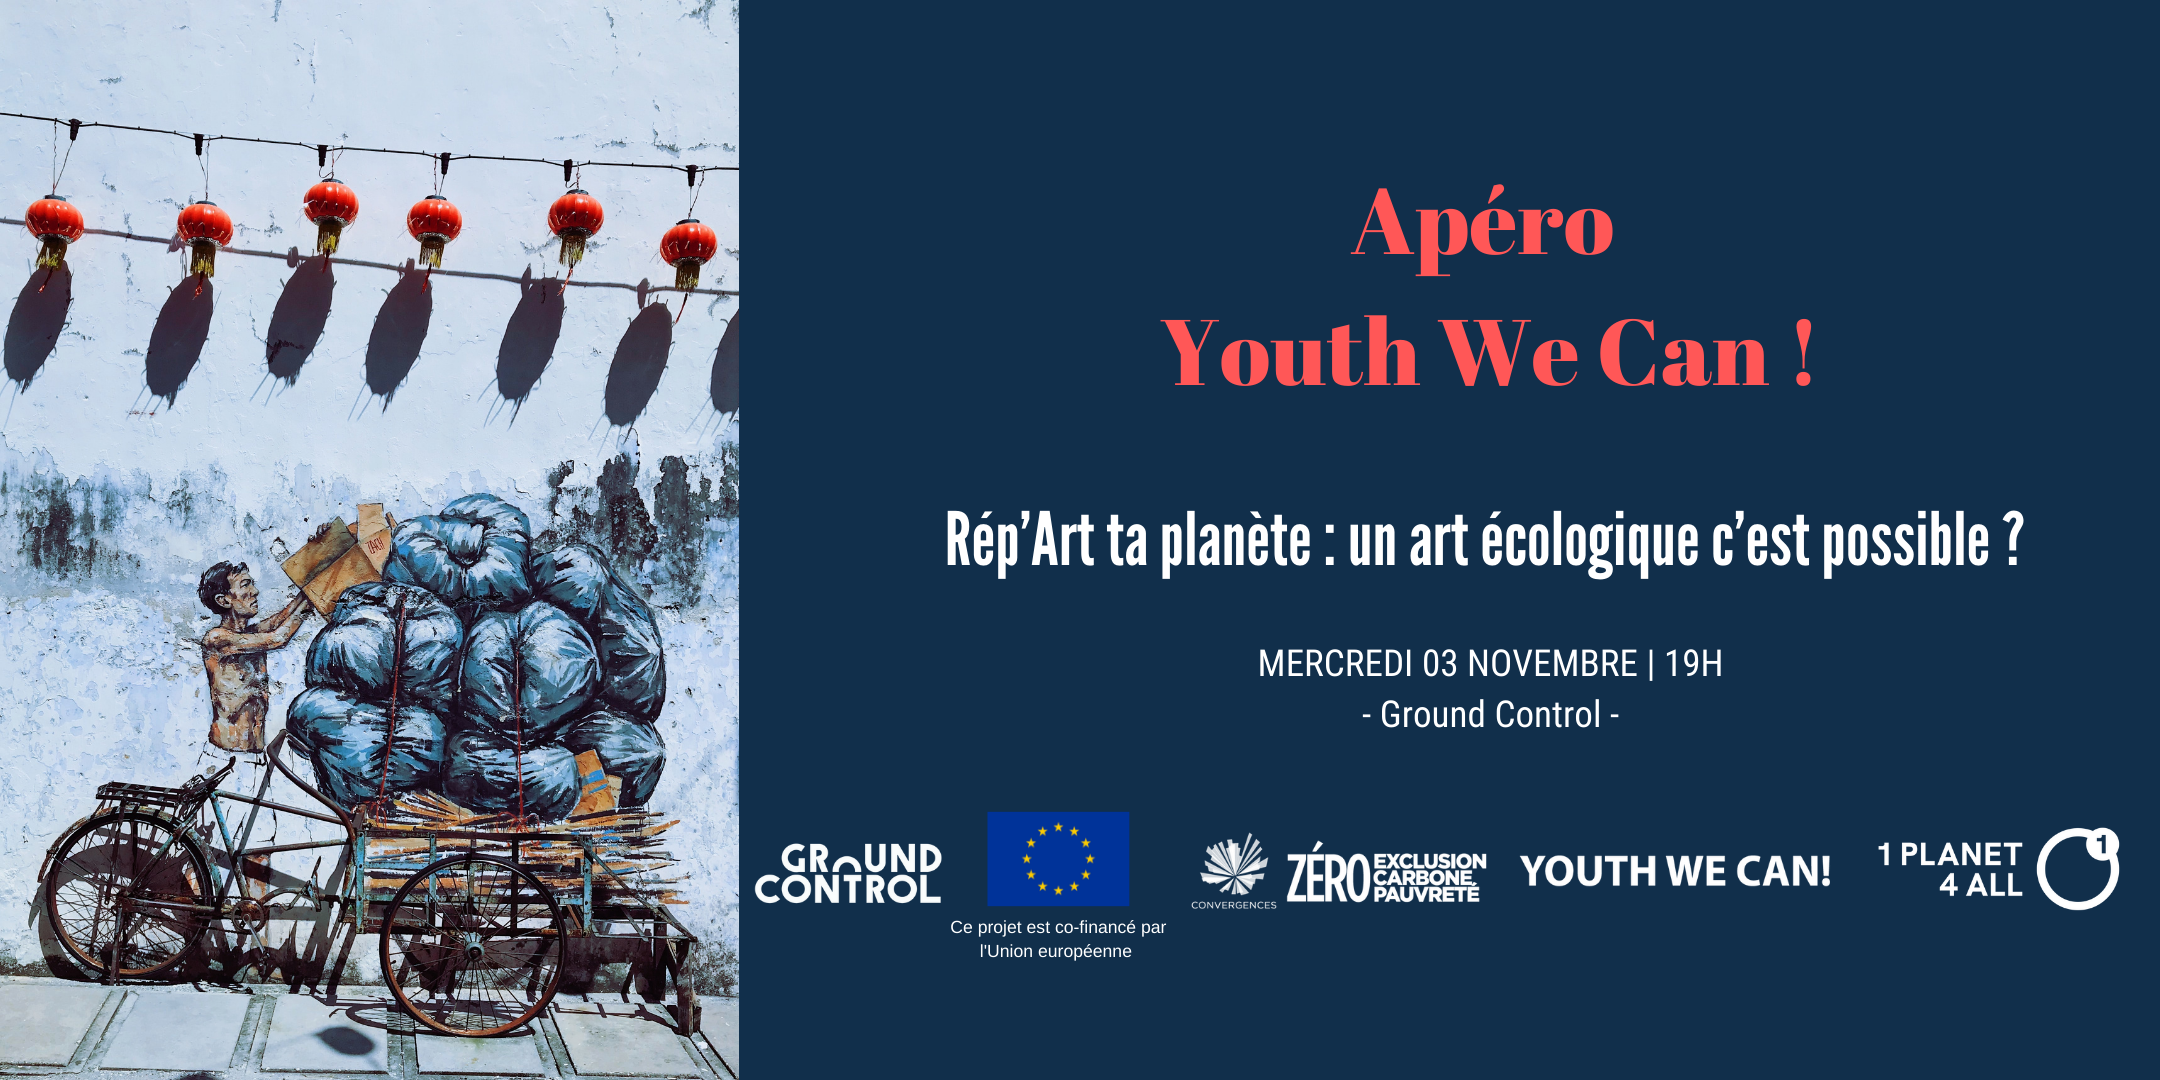 Apéro
Youth We Can !
Rép'Art ta planète : un art écologique c'est possible ?
MERCREDI 03 NOVEMBRE | 19H
- Ground Control -
GROUND
CONTROL
Ce projet est co-financé par
l'Union européenne
CONVERGENCES
ZÉRO EXCLUSION
CARBONE,
PAUVRETÉ
YOUTH WE CAN!
1 PLANET
4 ALL
1